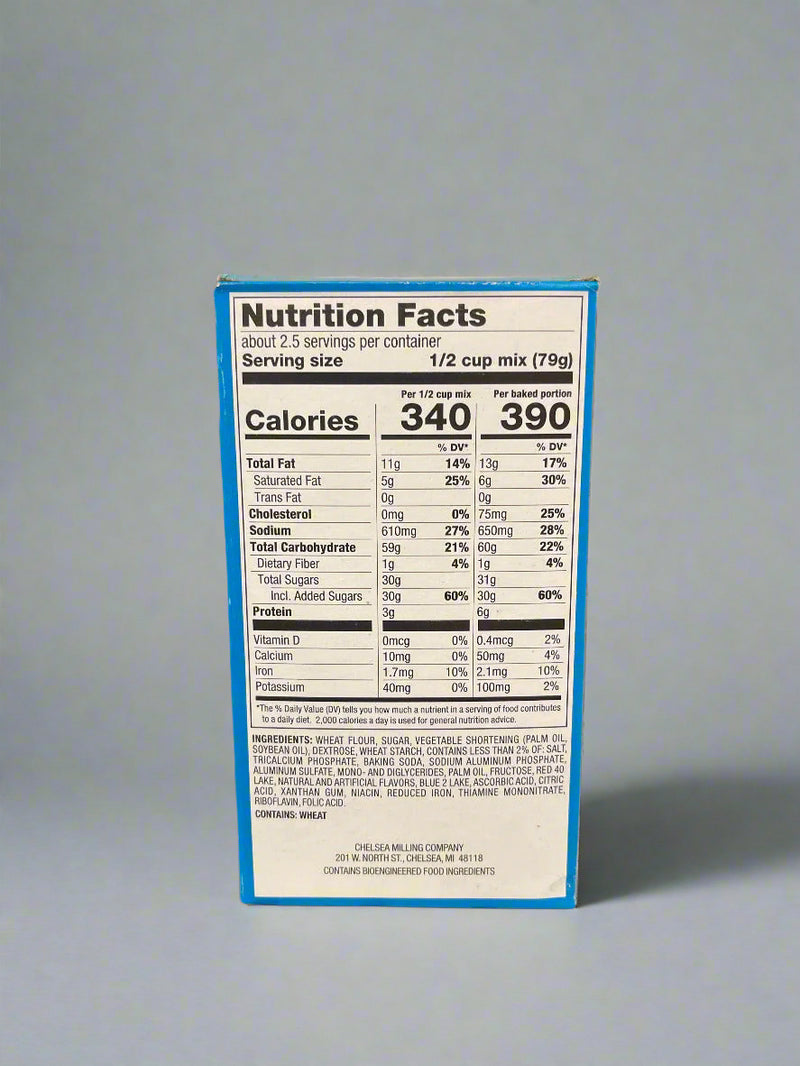 Nutrition Facts
about 2.5 servings per container
Serving size 1/2 cup mix (79g)
Per 1/2 cup mix Per baked portion
Calories 340 390
% DV* % DV*
Total Fat 11g 14% 13g 17%
Saturated Fat 5g 25% 6g 30%
Trans Fat 0g 0g
Cholesterol 0mg 0% 75mg 25%
Sodium 610mg 27% 650mg 28%
Total Carbohydrate 59g 21% 60g 22%
Dietary Fiber 1g 4% 1g 4%
Total Sugars 30g 31g
Incl. Added Sugars 30g 60% 30g 60%
Protein 3g 6g
Vitamin D 0mcg 0% 0.4mcg 2%
Calcium 10mg 0% 50mg 4%
Iron 1.7mg 10% 2.1mg 10%
Potassium 40mg 0% 100mg 2%
*The % Daily Value (DV) tells you how much a nutrient in a serving of food contributes
to a daily diet. 2,000 calories a day is used for general nutrition advice.
INGREDIENTS: WHEAT FLOUR, SUGAR, VEGETABLE SHORTENING (PALM OIL,
SOYBEAN OIL), DEXTROSE, WHEAT STARCH, CONTAINS LESS THAN 2% OF: SALT,
TRICALCIUM PHOSPHATE, BAKING SODA, SODIUM ALUMINUM PHOSPHATE,
ALUMINUM SULFATE, MONO- AND DIGLYCERIDES, PALM OIL, FRUCTOSE, RED 40
LAKE, NATURAL AND ARTIFICIAL FLAVORS, BLUE 2 LAKE, ASCORBIC ACID, CITRIC
ACID, XANTHAN GUM, NIACIN, REDUCED IRON, THIAMINE MONONITRATE,
RIBOFLAVIN, FOLIC ACID.
CONTAINS: WHEAT
CHELSEA MILLING COMPANY
201 W. NORTH ST., CHELSEA, MI 48118
CONTAINS BIOENGINEERED FOOD INGREDIENTS